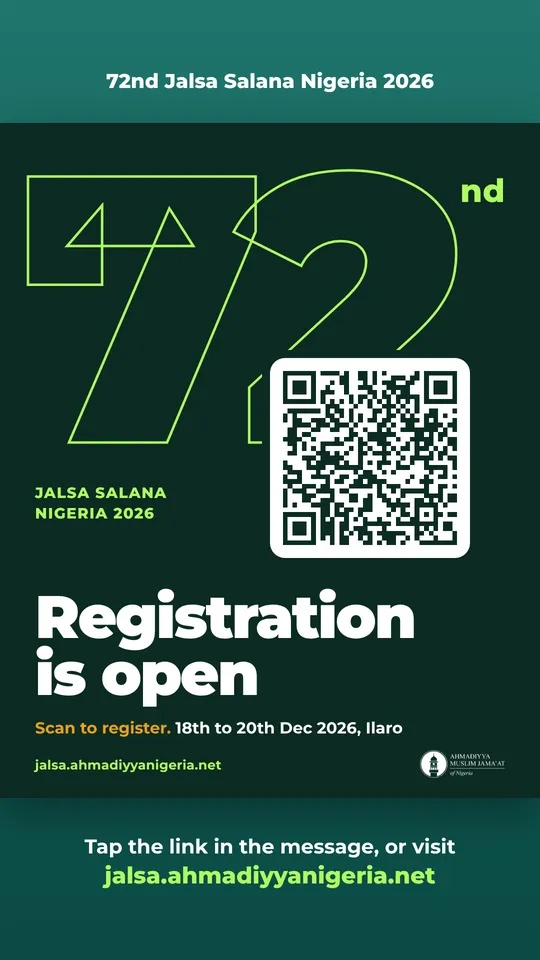 72nd Jalsa Salana Nigeria 2026
72
nd
JALSA SALANA
NIGERIA 2026
Registration
is open
Scan to register. 18th to 20th Dec 2026, Ilaro
jalsa.ahmadiyyanigeria.net
AHMADIYYA
MUSLIM JAMA'AT
of Nigeria
Tap the link in the message, or visit
jalsa.ahmadiyyanigeria.net